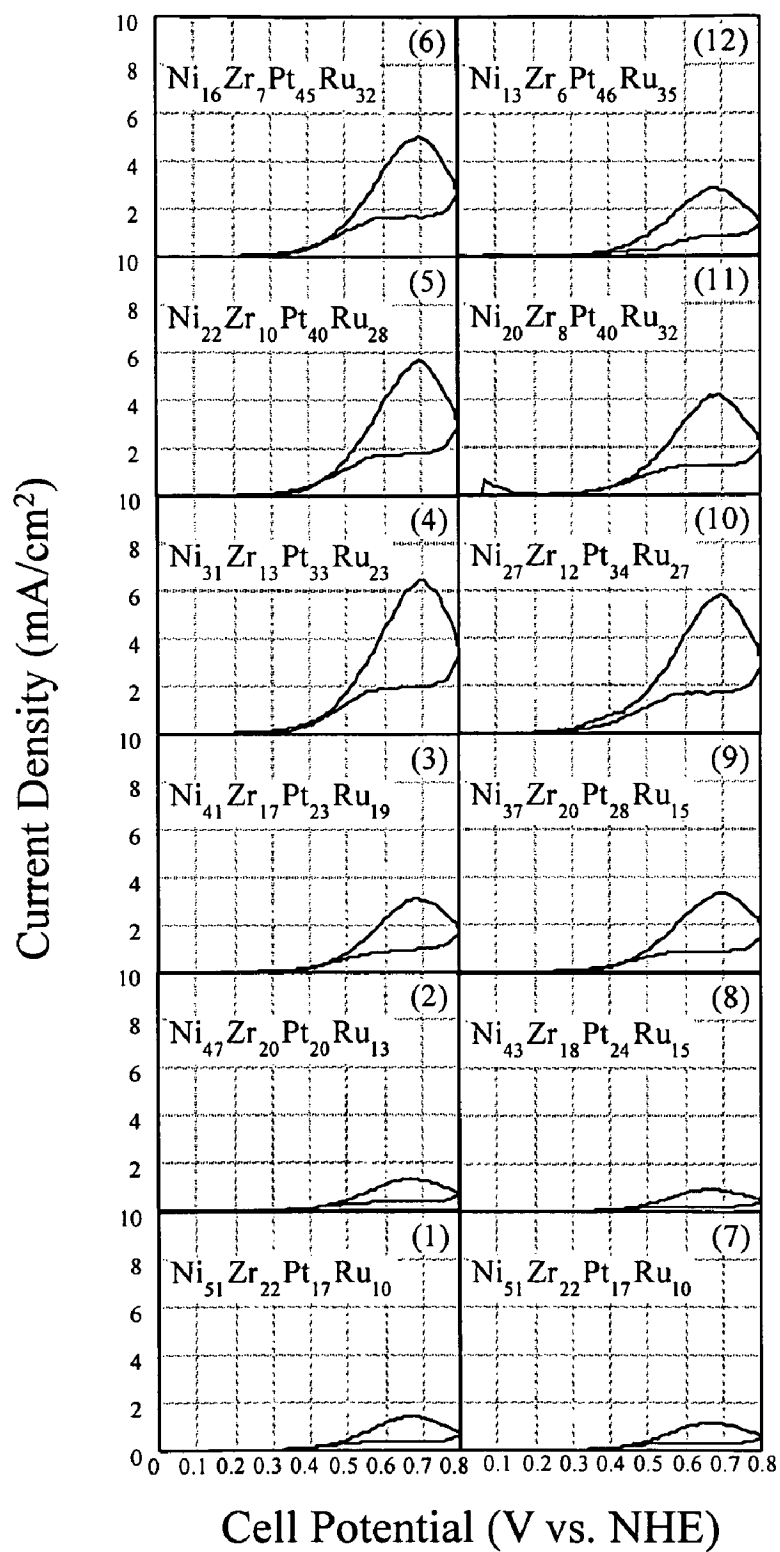 10
(6)
(12)
8
Ni16Zr7Pt45Ru32
Ni13Zr6Pt46Ru35
6
4
2
10
(5)
(11)
8
Ni22Zr10Pt40Ru28
Ni20Zr8Pt40Ru32
6
4
2
10
(4)
(10)
8
Ni31Zr13Pt33Ru23
Ni27Zr12Pt34Ru27
6
4
2
10
(3)
(9)
8
Ni41Zr17Pt23Ru19
Ni37Zr20Pt28Ru15
6
4
2
10
(2)
(8)
8
Ni47Zr20Pt20Ru13
Ni43Zr18Pt24Ru15
6
4
2
10
(1)
(7)
8
Ni51Zr22Pt17Ru10
Ni51Zr22Pt17Ru10
6
4
2
0
0 0.1 0.2 0.3 0.4 0.5 0.6 0.7 0.8 0.1 0.2 0.3 0.4 0.5 0.6 0.7 0.8
Current Density (mA/cm2)
Cell Potential (V vs. NHE)